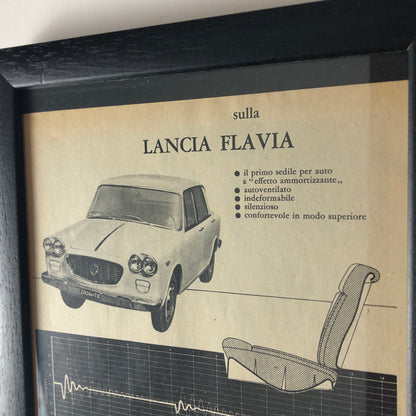 sulla
LANCIA FLAVIA
● il primo sedile per auto
a "effetto ammortizzante„
● autoventilato
● indeformabile
● silenzioso
● confortevole in modo superiore